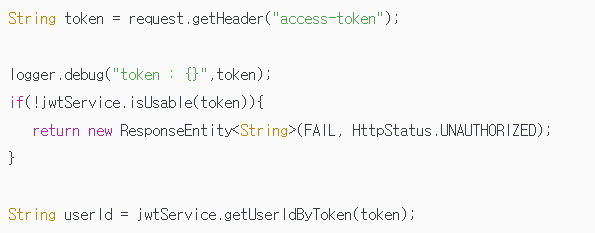 String token = request.getHeader("access-token");
logger.debug("token : {}",token);
if(!jwtService.isUsable(token)){
return new ResponseEntity<String>(FAIL, HttpStatus.UNAUTHORIZED);
}
String userId = jwtService.getUserIdByToken(token);